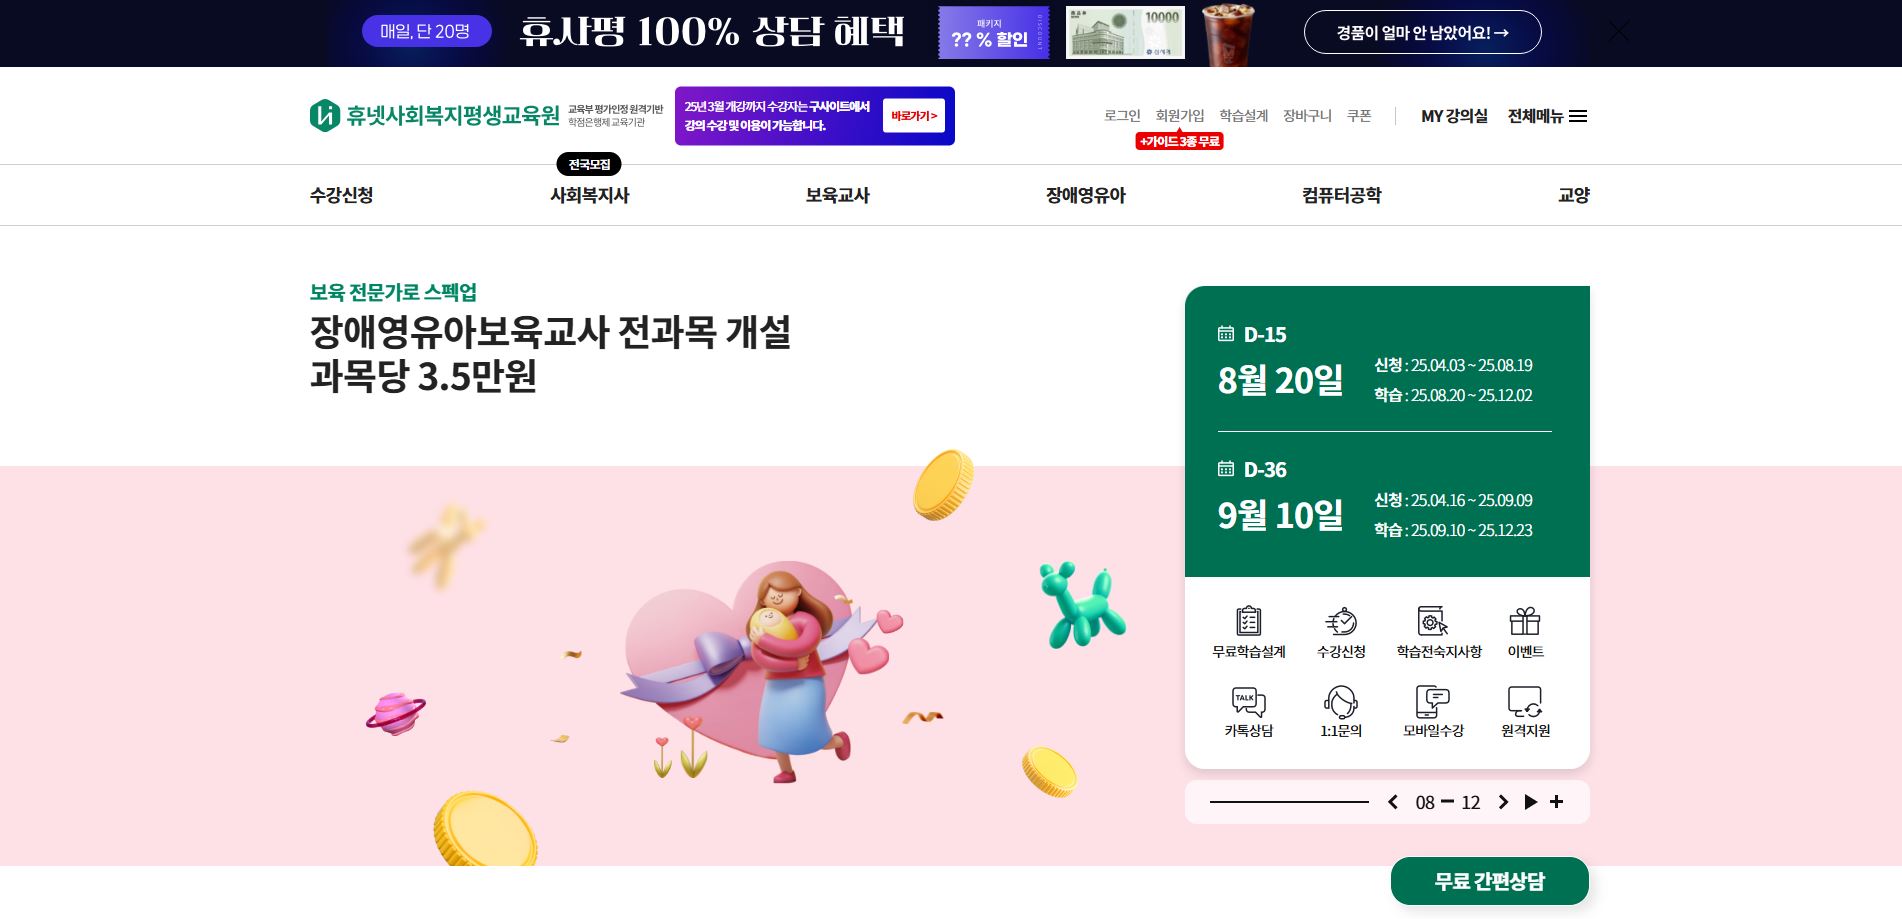 매일, 단 20명
휴사평 100% 상담 혜택
패키지
?? % 할인
DISCOUNT
10000
경품이 얼마 안 남았어요! →
휴넷사회복지평생교육원
교육부 평가인정 원격기반
학점은행제 교육기관
25년 3월 개강까지 수강자는 구사이트에서
강의 수강 및 이용이 가능합니다.
바로가기 >
로그인 회원가입 학습설계 장바구니 쿠폰
MY 강의실 전체메뉴
+가이드 3종 무료
전국모집
수강신청 사회복지사 보육교사 장애영유아 컴퓨터공학 교양
보육 전문가로 스펙업
장애영유아보육교사 전과목 개설
과목당 3.5만원
D-15
8월 20일
신청 : 25.04.03 ~ 25.08.19
학습 : 25.08.20 ~ 25.12.02
D-36
9월 10일
신청 : 25.04.16 ~ 25.09.09
학습 : 25.09.10 ~ 25.12.23
무료학습설계 수강신청 학습전숙지사항 이벤트
TALK
카톡상담 1:1문의 모바일수강 원격지원
08 12
무료 간편상담